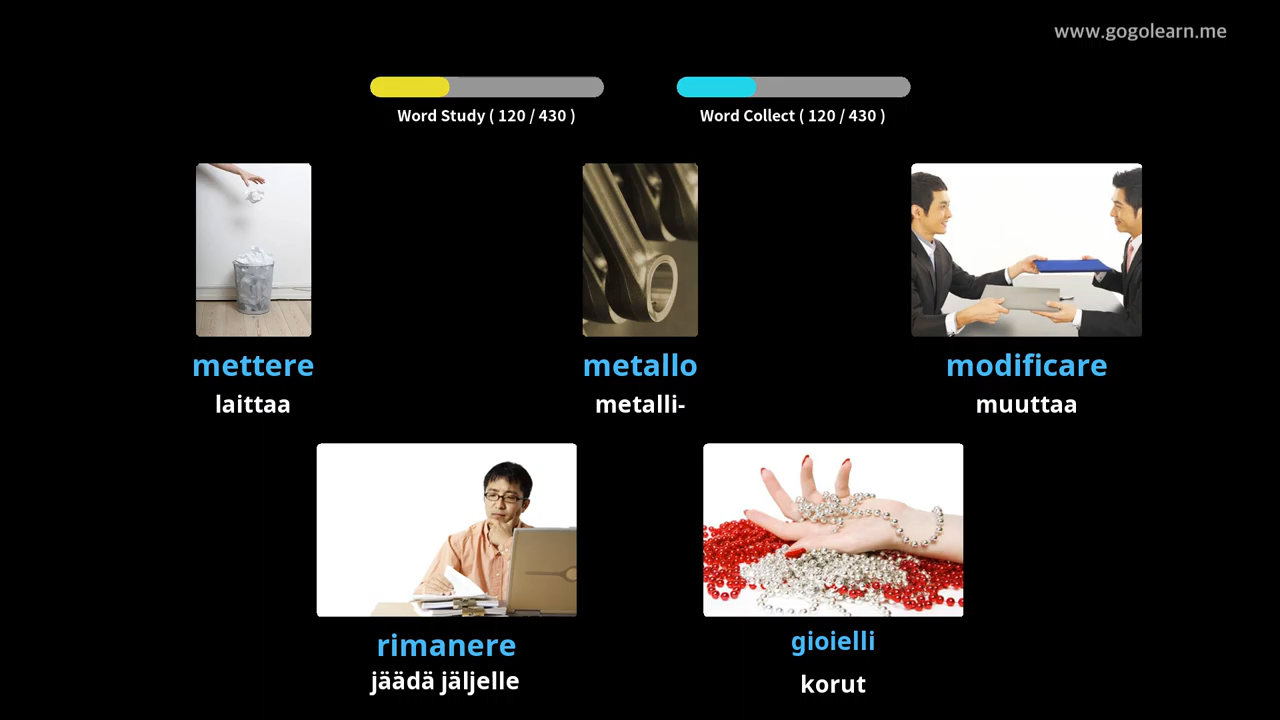 www.gogolearn.me
Word Study ( 120 / 430 )
Word Collect ( 120 / 430 )
mettere
laittaa
metallo
metalli-
modificare
muuttaa
rimanere
jäädä jäljelle
gioielli
korut